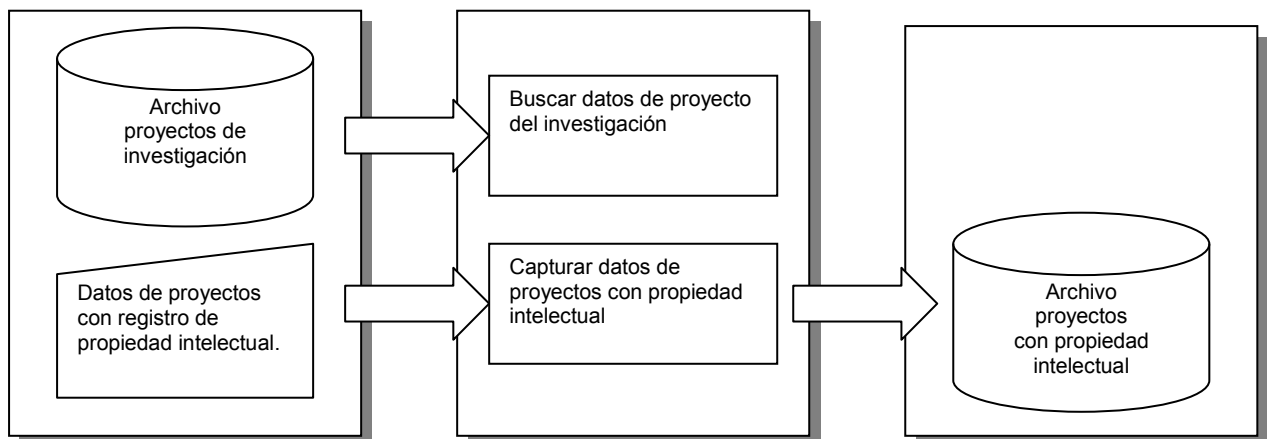 Archivo
proyectos de
investigación
Datos de proyectos
con registro de
propiedad intelectual.
Buscar datos de proyecto
del investigación
Capturar datos de
proyectos con propiedad
intelectual
Archivo
proyectos
con propiedad
intelectual